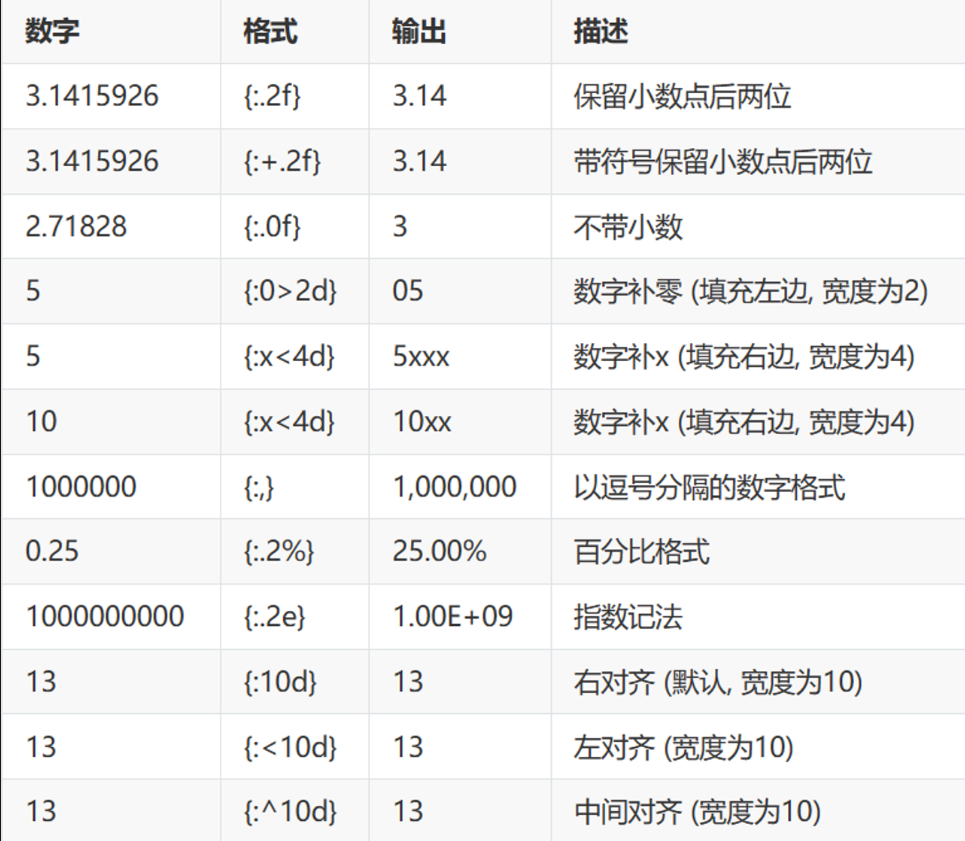 数字 格式 输出 描述
3.1415926 {:.2f} 3.14 保留小数点后两位
3.1415926 {:+.2f} 3.14 带符号保留小数点后两位
2.71828 {:.0f} 3 不带小数
5 {:0>2d} 05 数字补零 (填充左边, 宽度为2)
5 {:x<4d} 5xxx 数字补x (填充右边, 宽度为4)
10 {:x<4d} 10xx 数字补x (填充右边, 宽度为4)
1000000 {:,} 1,000,000 以逗号分隔的数字格式
0.25 {:.2%} 25.00% 百分比格式
1000000000 {:.2e} 1.00E+09 指数记法
13 {:10d} 13 右对齐 (默认, 宽度为10)
13 {:<10d} 13 左对齐 (宽度为10)
13 {:^10d} 13 中间对齐 (宽度为10)